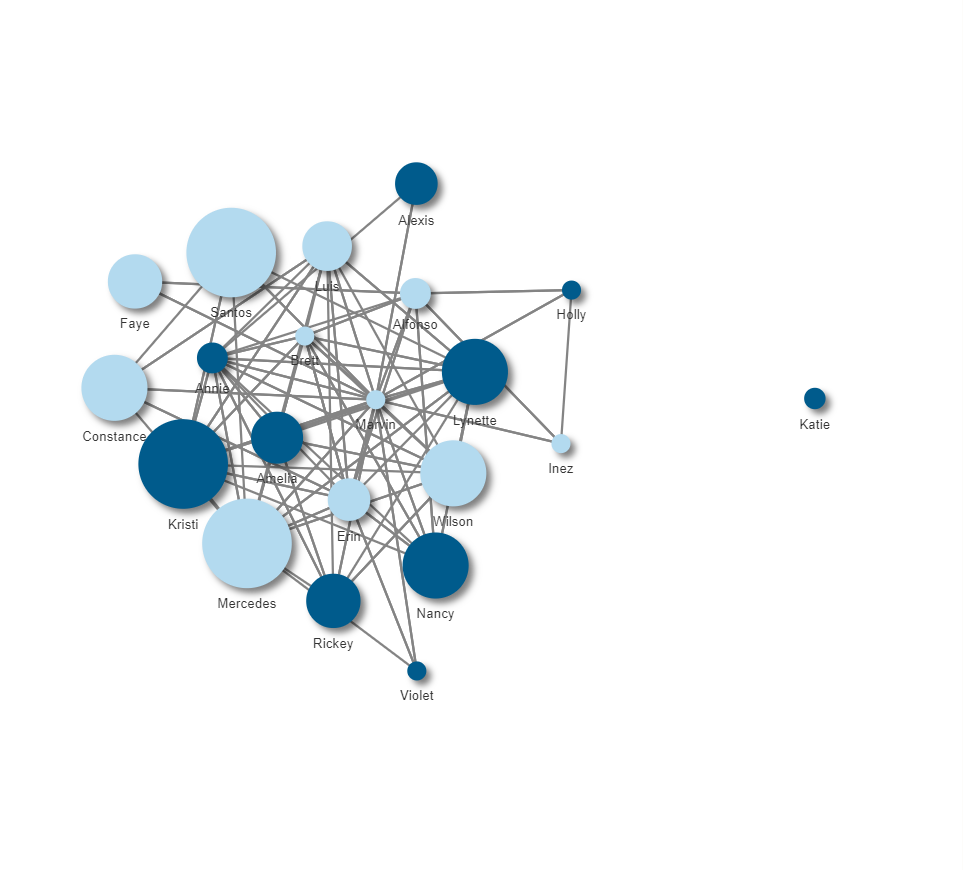 Alexis
Luis
Santos
Faye
Alfonso
Holly
Brett
Annie
Marvin
Lynette
Katie
Constance
Amelia
Inez
Kristi
Wilson
Erin
Mercedes
Nancy
Rickey
Violet